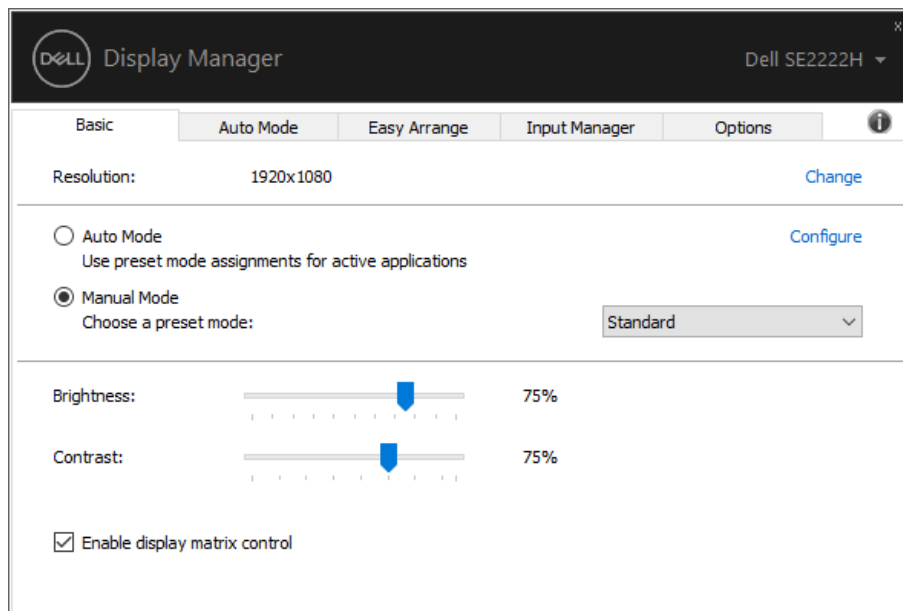 x
DELL Display Manager Dell SE2222H
Basic Auto Mode Easy Arrange Input Manager Options i
Resolution: 1920x1080 Change
Auto Mode Configure
Use preset mode assignments for active applications
Manual Mode
Choose a preset mode: Standard
Brightness: 75%
Contrast: 75%
Enable display matrix control